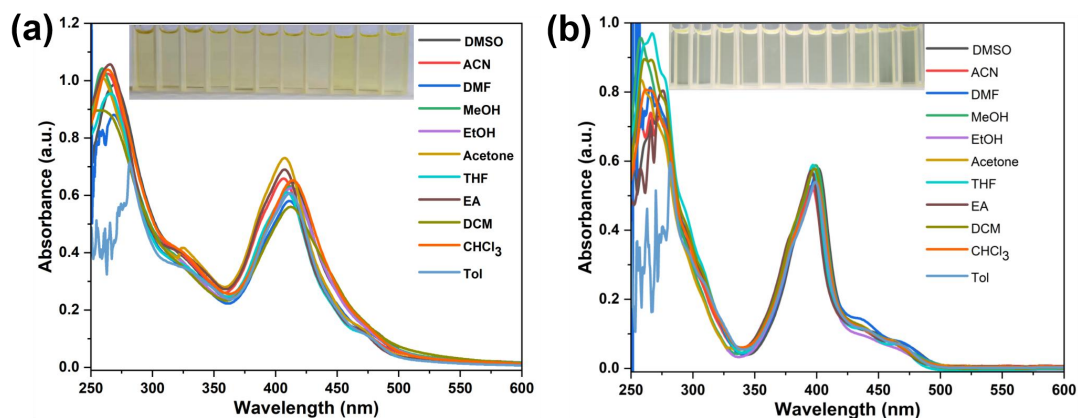 (a)
Absorbance (a.u.)
1.2
1.0
0.8
0.6
0.4
0.2
0.0
250 300 350 400 450 500 550 600
Wavelength (nm)
DMSO
ACN
DMF
MeOH
EtOH
Acetone
THF
EA
DCM
CHCl₃
Tol
(b)
Absorbance (a.u.)
1.0
0.8
0.6
0.4
0.2
0.0
250 300 350 400 450 500 550 600
Wavelength (nm)
DMSO
ACN
DMF
MeOH
EtOH
Acetone
THF
EA
DCM
CHCl₃
Tol